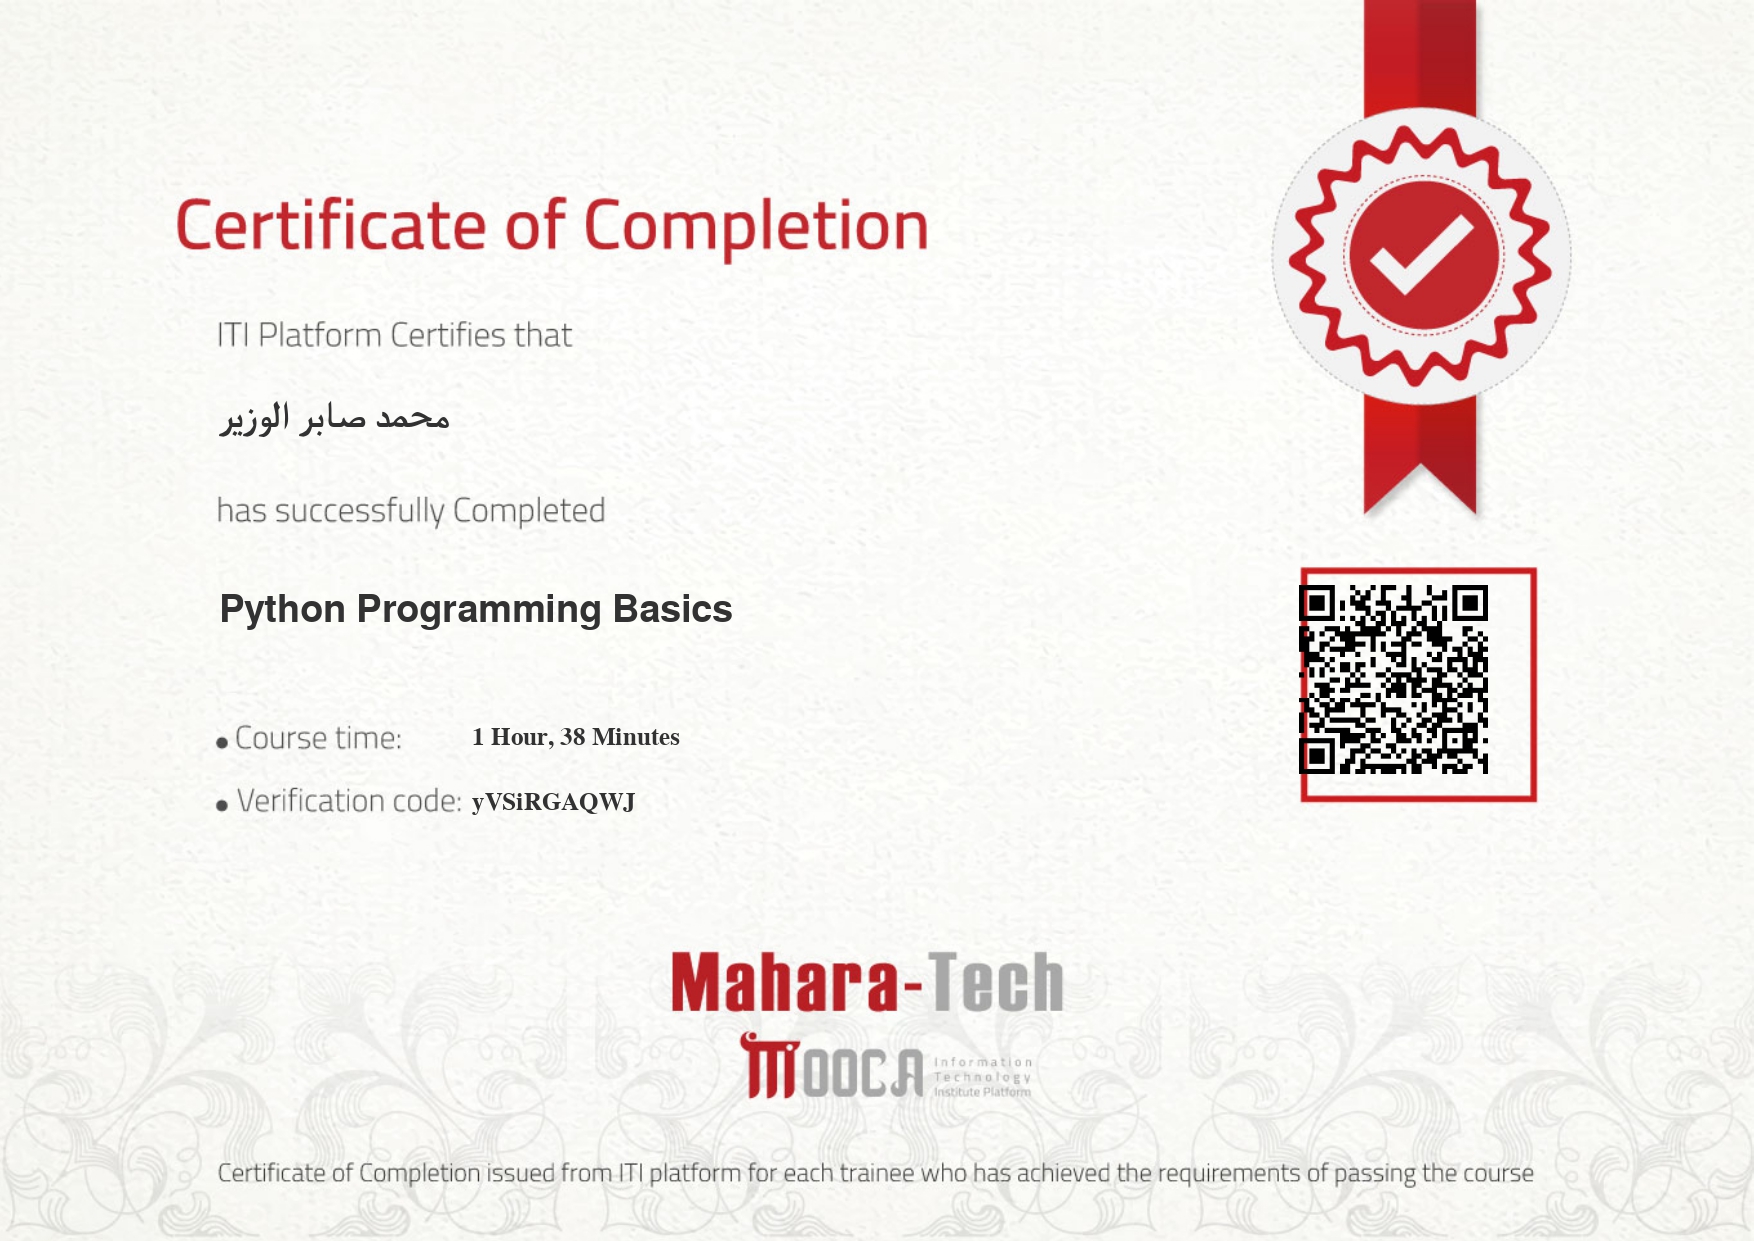 Certificate of Completion
ITI Platform Certifies that
محمد صابر الوزير
has successfully Completed
Python Programming Basics
• Course time: 1 Hour, 38 Minutes
• Verification code: yVSiRGAQWJ
Mahara-Tech
MOOCA
Information
Technology
Institute Platform
Certificate of Completion issued from ITI platform for each trainee who has achieved the requirements of passing the course